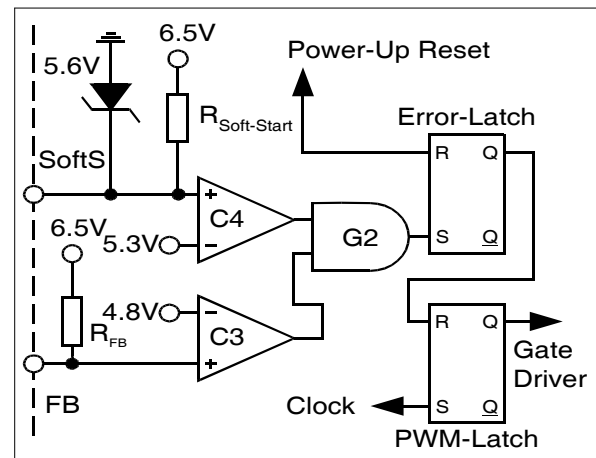 6.5V
Power-Up Reset
5.6V
R Soft-Start
Error-Latch
SoftS
R Q
+
C4
G2
6.5V
5.3V
-
S Q
4.8V
-
R FB
C3
+
R Q
Gate
Driver
FB
Clock
S Q
PWM-Latch